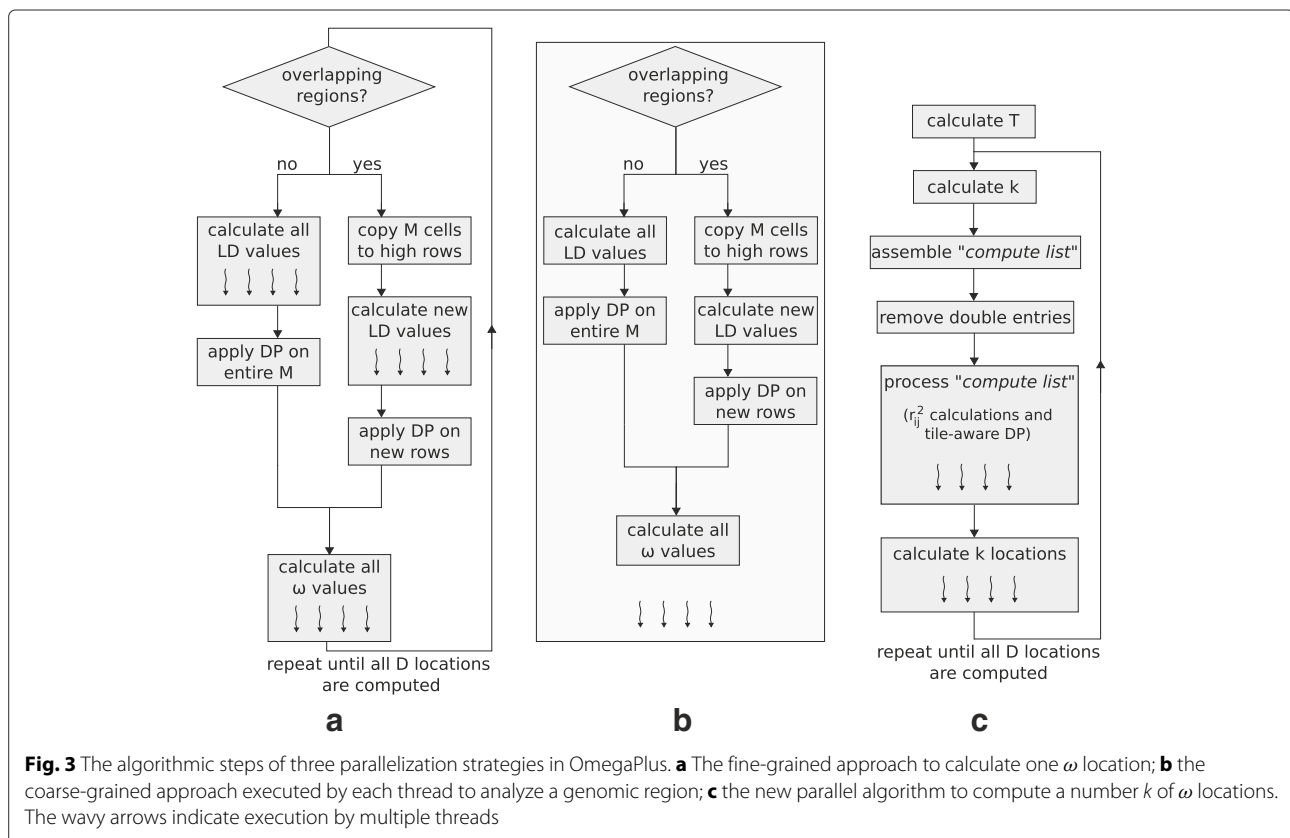 overlapping
regions?
no
yes
calculate all
LD values
copy M cells
to high rows
calculate new
LD values
apply DP on
entire M
apply DP on
new rows
calculate all
ω values
repeat until all D locations
are computed
a
overlapping
regions?
no
yes
calculate all
LD values
copy M cells
to high rows
apply DP on
entire M
calculate new
LD values
apply DP on
new rows
calculate all
ω values
b
calculate T
calculate k
assemble "compute list"
remove double entries
process "compute list"
(r²ij calculations and
tile-aware DP)
calculate k locations
repeat until all D locations
are computed
c
Fig. 3 The algorithmic steps of three parallelization strategies in OmegaPlus. a The fine-grained approach to calculate one ω location; b the
coarse-grained approach executed by each thread to analyze a genomic region; c the new parallel algorithm to compute a number k of ω locations.
The wavy arrows indicate execution by multiple threads